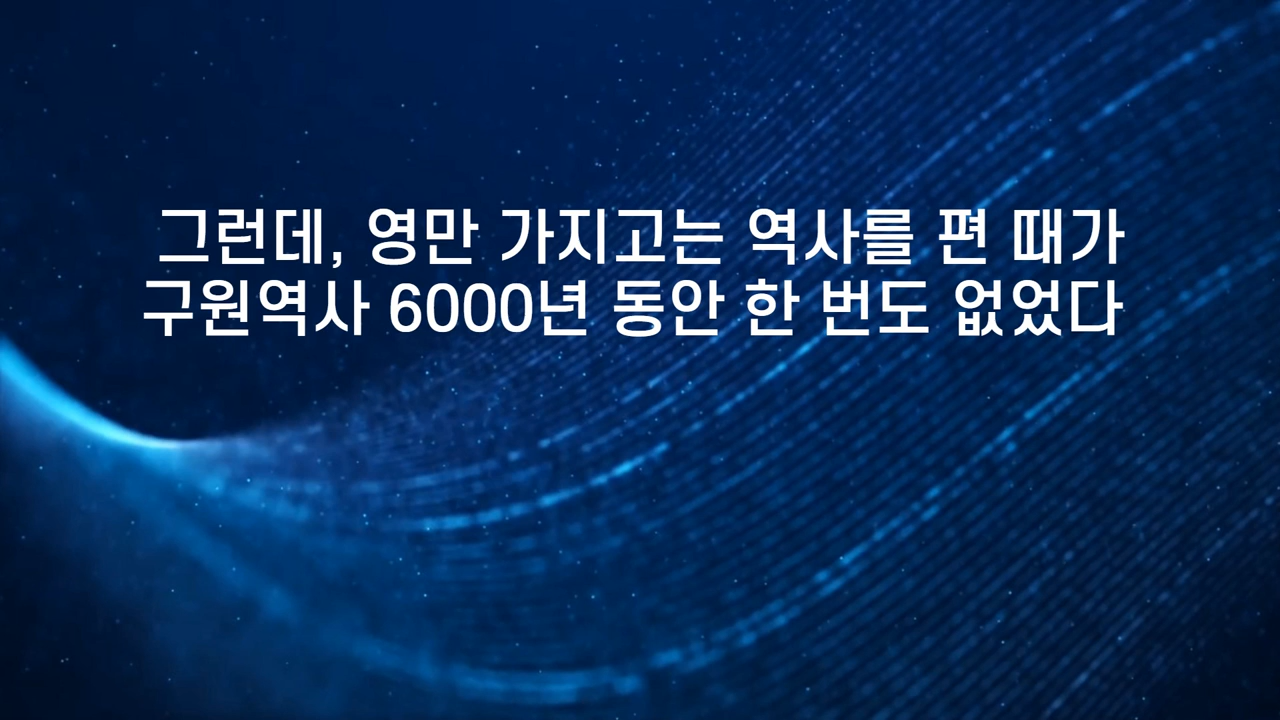 그런데, 영만 가지고는 역사를 편 때가
구원역사 6000년 동안 한 번도 없었다